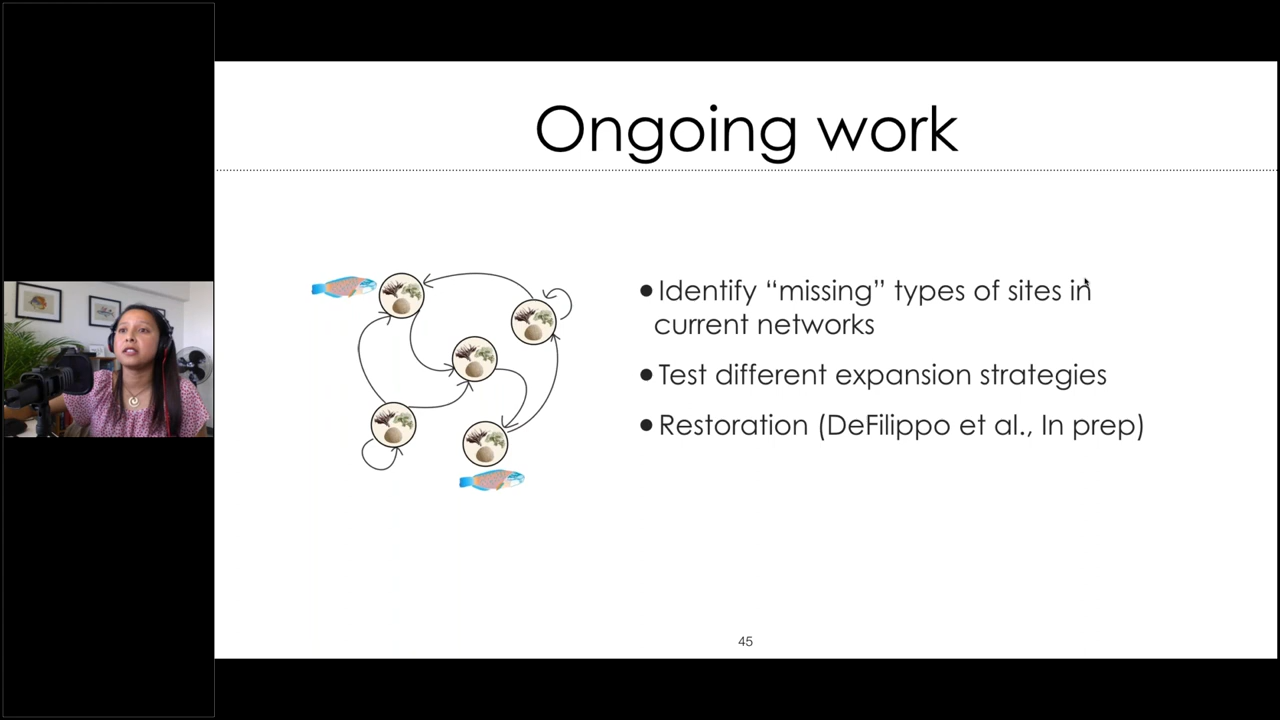 Ongoing work
•Identify “missing” types of sites in
current networks
•Test different expansion strategies
•Restoration (DeFilippo et al., In prep)
45